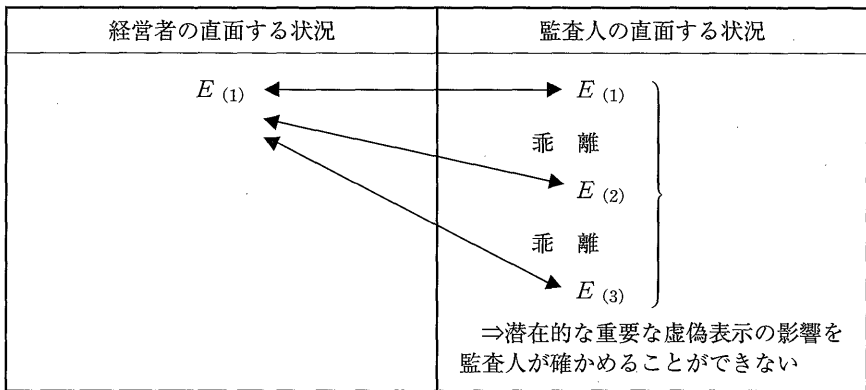 経営者の直面する状況
監査人の直面する状況
E (1)
E (1)
乖 離
E (2)
乖 離
E (3)
⇒潜在的な重要な虚偽表示の影響を
監査人が確かめることができない